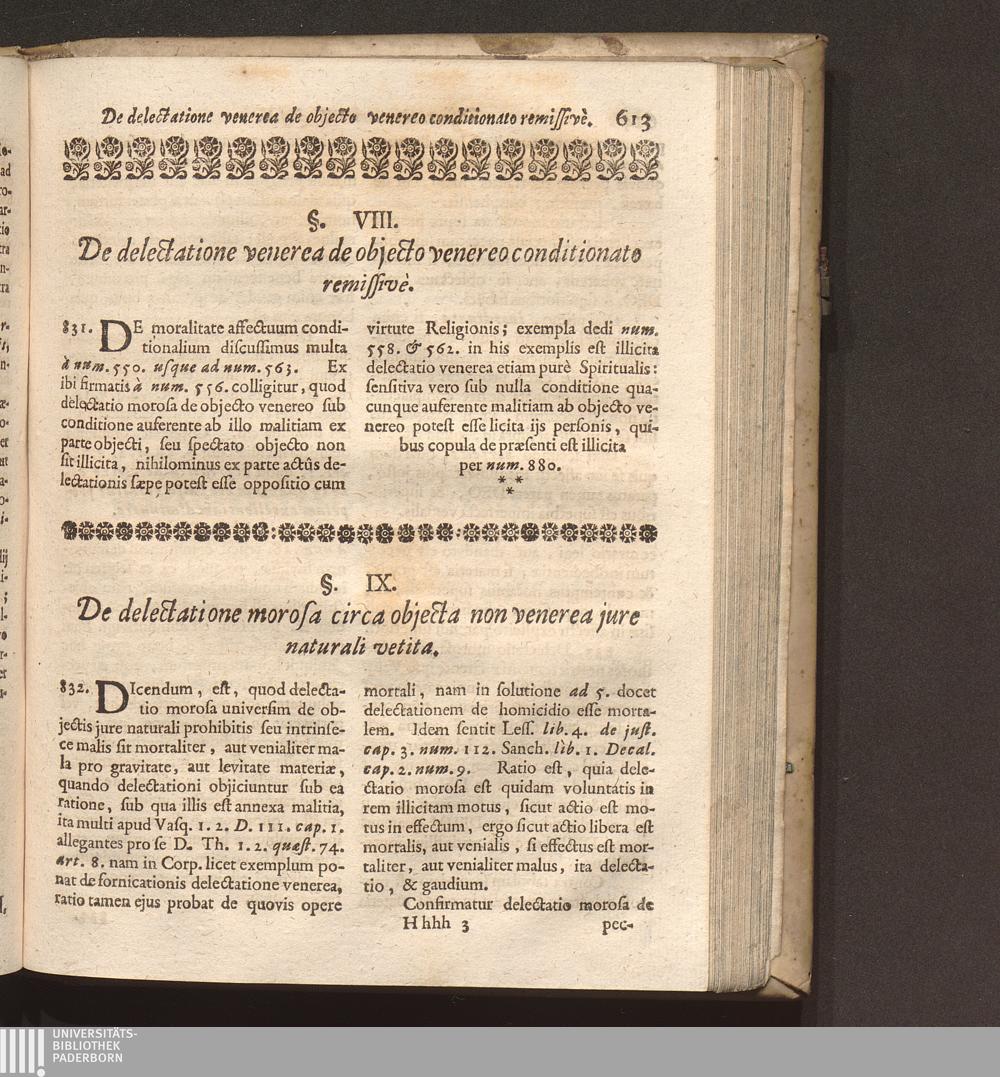 De delectatione venerea de objecto venereo conditionato remissivè. 613
§. VIII.
De delectatione venerea de objecto venereo conditionato
remissivè.
831. DE moralitate affectuum condi-
tionalium discussimus multa
à num. 550. usque ad num. 563. Ex
ibi firmatis à num. 556. colligitur, quod
delectatio morosa de objecto venereo sub
conditione auferente ab illo malitiam ex
parte objecti, seu spectato objecto non
sit illicita, nihilominus ex parte actûs de-
lectationis sæpe potest esse oppositio cum
virtute Religionis; exempla dedi num.
558. & 562. in his exemplis est illicita
delectatio venerea etiam purè Spiritualis:
sensitiva vero sub nulla conditione qua-
cunque auferente malitiam ab objecto ve-
nereo potest esse licita ijs personis, qui-
bus copula de præsenti est illicita
per num. 880.
* *
*
§. IX.
De delectatione morosa circa objecta non venerea jure
naturali vetita.
832. DIcendum, est, quod delecta-
tio morosa universim de ob-
jectis jure naturali prohibitis seu intrinse-
ce malis sit mortaliter, aut venialiter ma-
la pro gravitate, aut levitate materiæ,
quando delectationi objiciuntur sub ea
ratione, sub qua illis est annexa malitia,
ita multi apud Vasq. 1. 2. D. 111. cap. 1.
allegantes pro se D. Th. 1. 2. quæst. 74.
art. 8. nam in Corp. licet exemplum po-
nat de fornicationis delectatione venerea,
ratio tamen ejus probat de quovis opere
mortali, nam in solutione ad 5. docet
delectationem de homicidio esse morta-
lem. Idem sentit Less. lib. 4. de just.
cap. 3. num. 112. Sanch. lib. 1. Decal.
cap. 2. num. 9. Ratio est, quia dele-
ctatio morosa est quidam voluntatis in
rem illicitam motus, sicut actio est mo-
tus in effectum, ergo sicut actio libera est
mortalis, aut venialis, si effectus est mor-
taliter, aut venialiter malus, ita delecta-
tio, & gaudium.
Confirmatur delectatio morosa de
Hhhh 3 pec-
UNIVERSITÄTS-
BIBLIOTHEK
PADERBORN